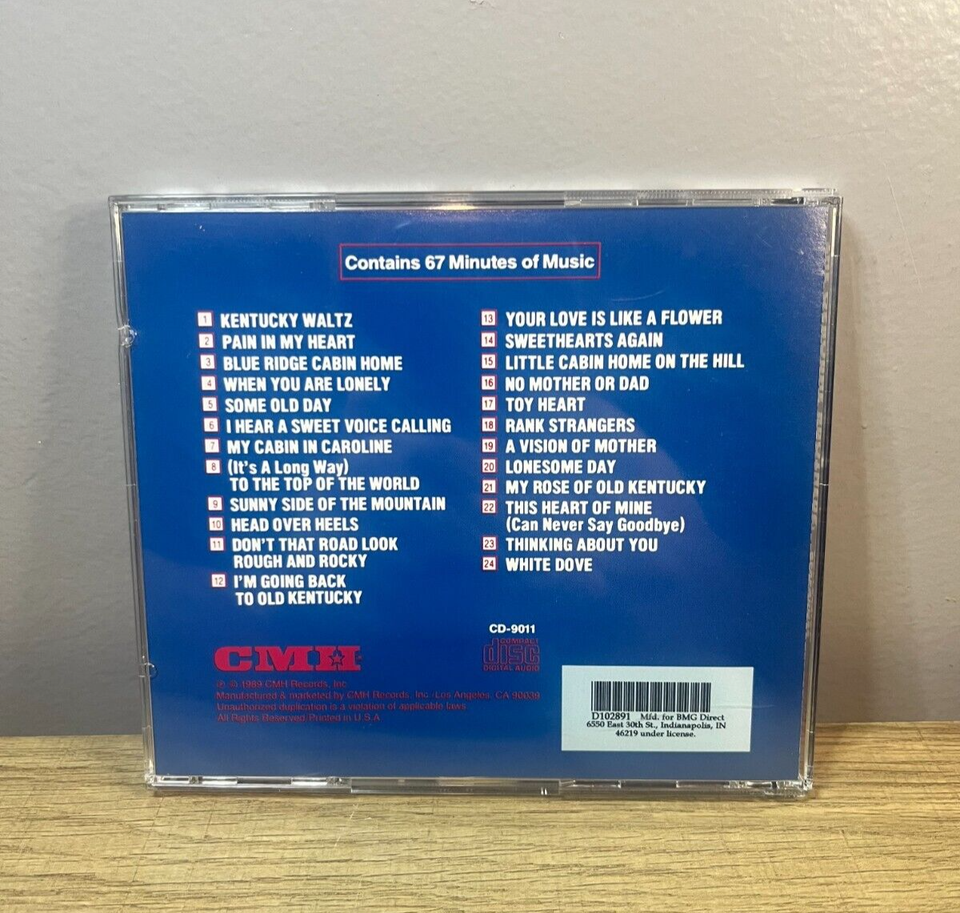 Contains 67 Minutes of Music
1 KENTUCKY WALTZ
2 PAIN IN MY HEART
3 BLUE RIDGE CABIN HOME
4 WHEN YOU ARE LONELY
5 SOME OLD DAY
6 I HEAR A SWEET VOICE CALLING
7 MY CABIN IN CAROLINE
8 (It's A Long Way)
TO THE TOP OF THE WORLD
9 SUNNY SIDE OF THE MOUNTAIN
10 HEAD OVER HEELS
11 DON'T THAT ROAD LOOK
ROUGH AND ROCKY
12 I'M GOING BACK
TO OLD KENTUCKY
13 YOUR LOVE IS LIKE A FLOWER
14 SWEETHEARTS AGAIN
15 LITTLE CABIN HOME ON THE HILL
16 NO MOTHER OR DAD
17 TOY HEART
18 RANK STRANGERS
19 A VISION OF MOTHER
20 LONESOME DAY
21 MY ROSE OF OLD KENTUCKY
22 THIS HEART OF MINE
(Can Never Say Goodbye)
23 THINKING ABOUT YOU
24 WHITE DOVE
CMH
℗ © 1989 CMH Records, Inc.
Manufactured & marketed by CMH Records, Inc. Los Angeles, CA 90039
Unauthorized duplication is a violation of applicable laws
All Rights Reserved Printed in U.S.A.
CD-9011
COMPACT
disc
DIGITAL AUDIO
D102891 Mfd. for BMG Direct
6550 East 30th St., Indianapolis, IN
46219 under license.